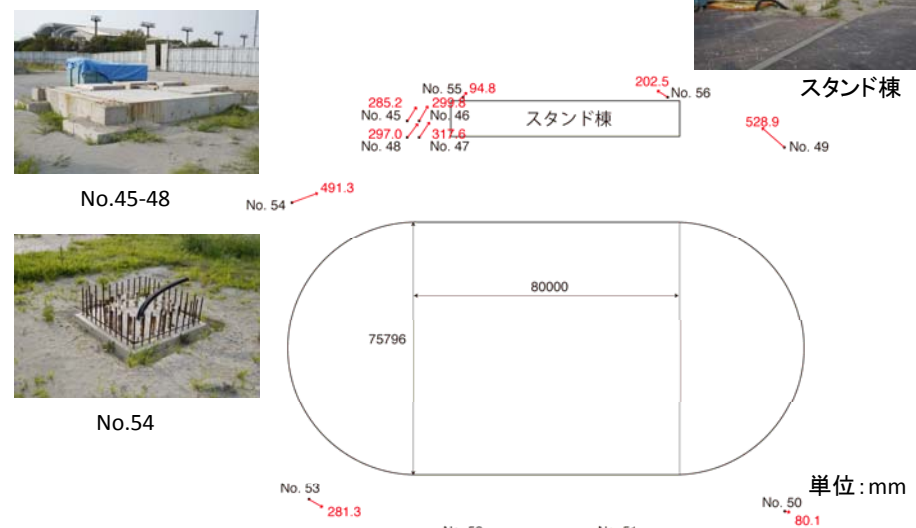 スタンド棟
No. 55 94.8
202.5
No. 56
285.2 299.8
No. 45 No. 46
スタンド棟
297.0 317.6
No. 48 No. 47
528.9
No. 49
No.45-48
491.3
No. 54
80000
75796
No.54
No. 53
281.3
単位:mm
No. 50
80.1